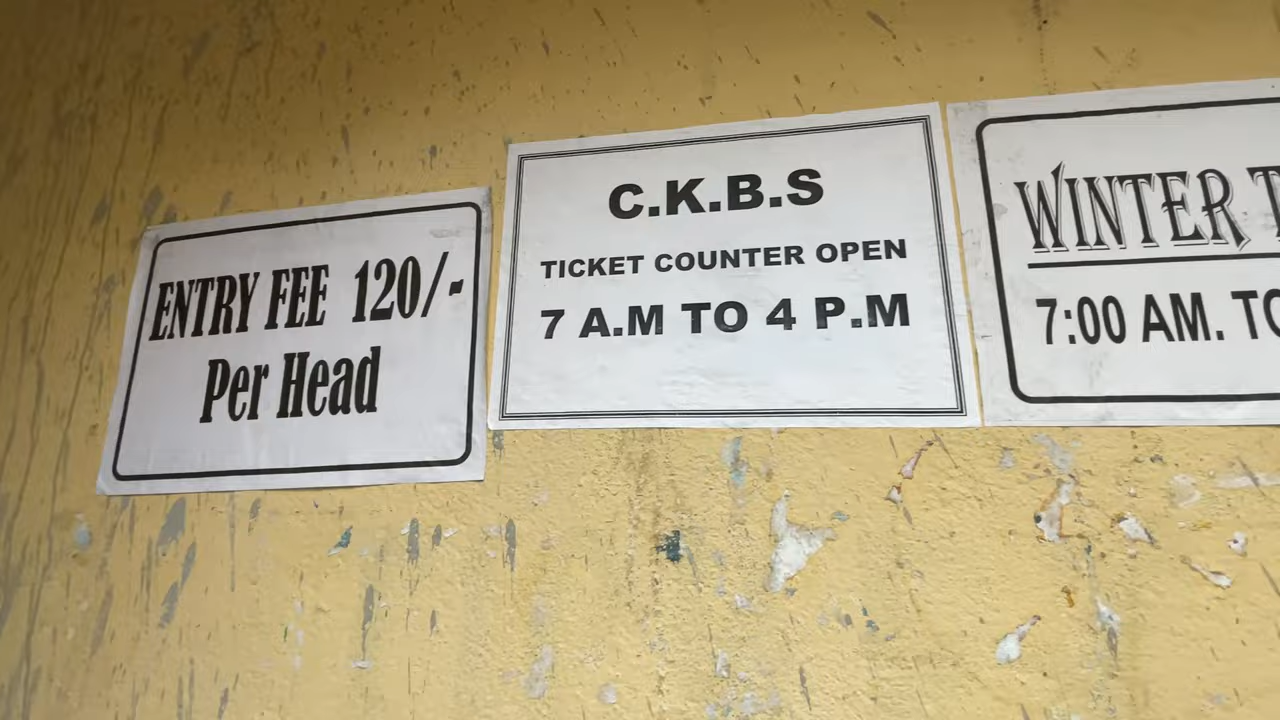 ENTRY FEE 120/-
Per Head
C.K.B.S
TICKET COUNTER OPEN
7 A.M TO 4 P.M
WINTER
7:00 AM. TO